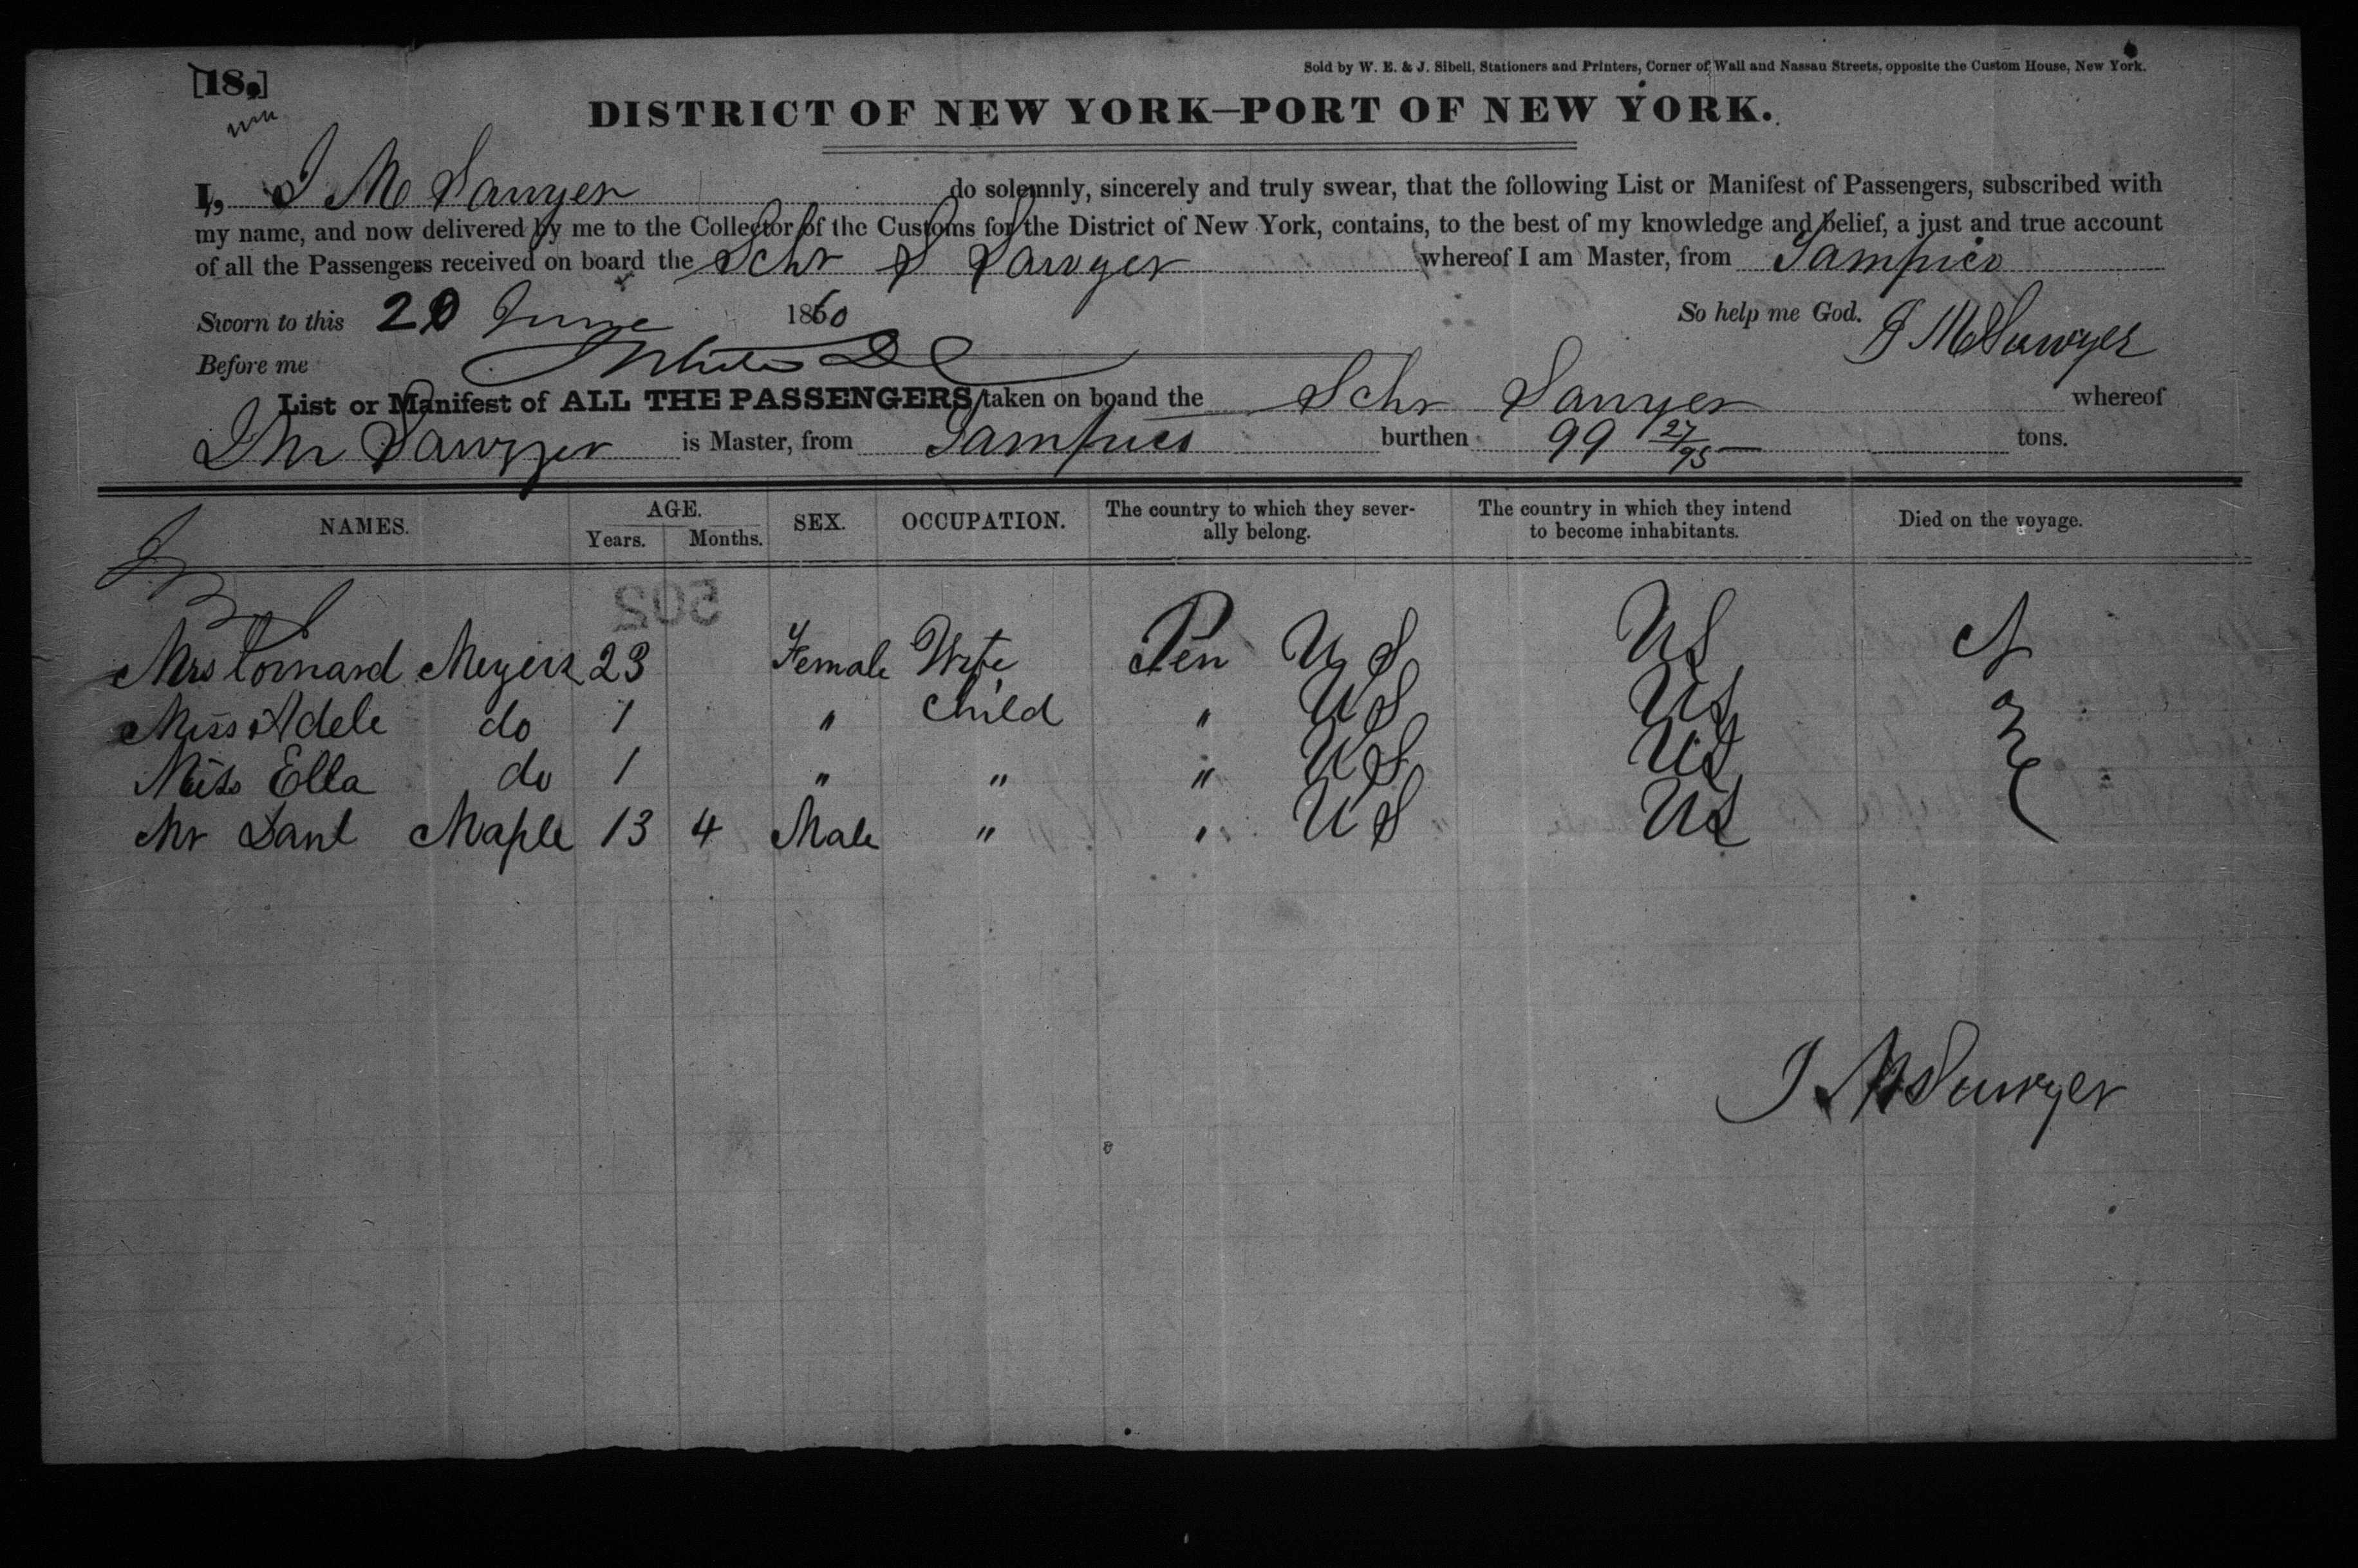 [18.]
Sold by W. E. & J. Sibell, Stationers and Printers, Corner of Wall and Nassau Streets, opposite the Custom House, New York.
DISTRICT OF NEW YORK—PORT OF NEW YORK.
I, J M Sawyer do solemnly, sincerely and truly swear, that the following List or Manifest of Passengers, subscribed with
my name, and now delivered by me to the Collector of the Customs for the District of New York, contains, to the best of my knowledge and belief, a just and true account
of all the Passengers received on board the Schr S Sawyer whereof I am Master, from Tampico
Sworn to this 20 June 1860 So help me God. J M Sawyer
Before me
List or Manifest of ALL THE PASSENGERS taken on board the Schr Sawyer whereof
J M Sawyer is Master, from Tampico burthen 99 27/95 tons.
NAMES. AGE. Years. Months. SEX. OCCUPATION. The country to which they severally belong. The country in which they intend to become inhabitants. Died on the voyage.
502
Mrs Meyers 23 Female Wife Pen U S US
Miss Adele do 1 " Child " U S US
Miss Ella do 1 " " " U S US
Mr Maple 13 4 Male " " U S US
J M Sawyer